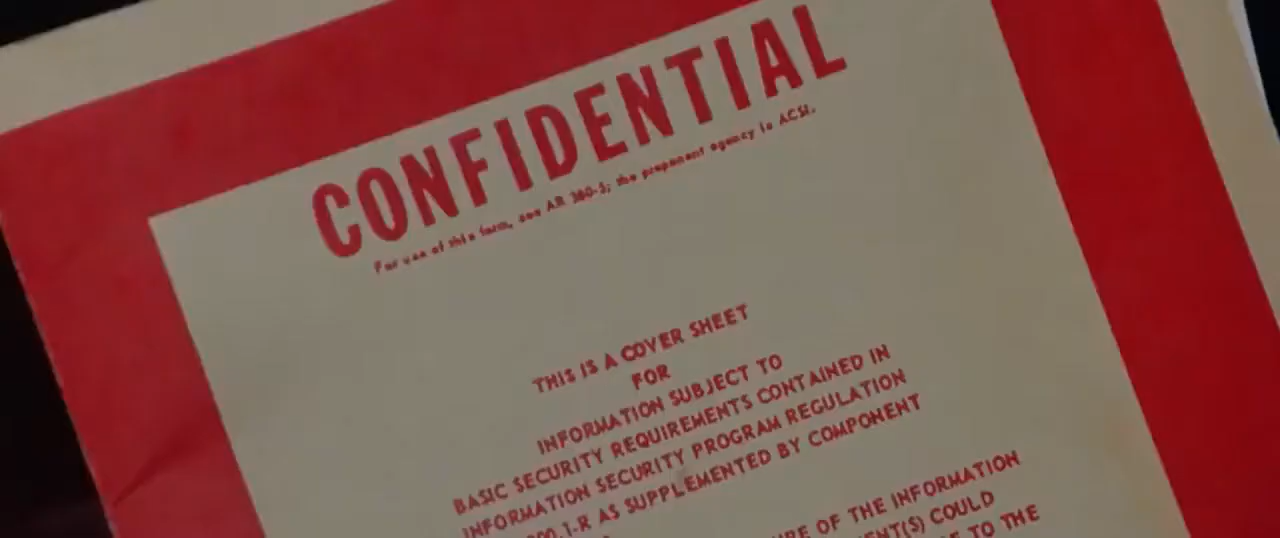 CONFIDENTIAL
For use of this form, see AR 380-5; the proponent agency is ACSI.
THIS IS A COVER SHEET
FOR
INFORMATION SUBJECT TO
BASIC SECURITY REQUIREMENTS CONTAINED IN
INFORMATION SECURITY PROGRAM REGULATION
AS SUPPLEMENTED BY COMPONENT
OF THE INFORMATION
COULD
TO THE